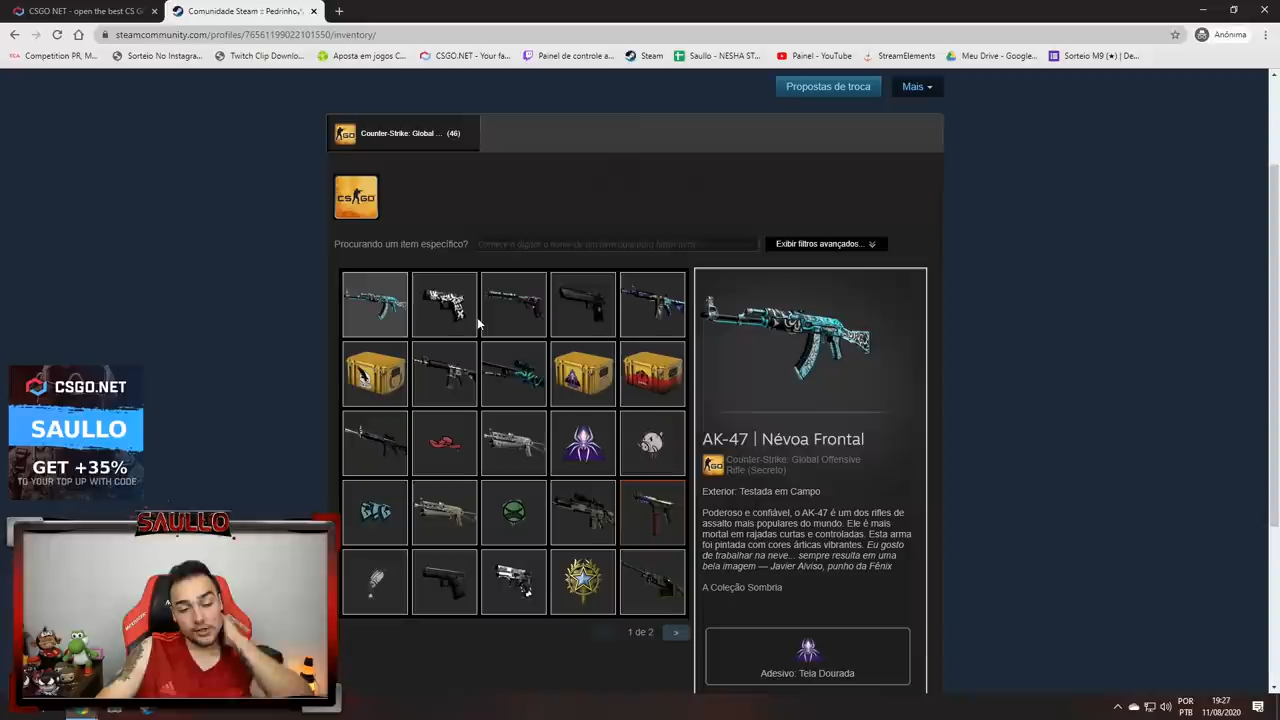 CSGO NET - open the best CS G
Comunidade Steam :: Pedrinho',
steamcommunity.com/profiles/76561199022101550/inventory/
Anônima
Competition PR, M...
Sorteio No Instagra...
Twitch Clip Downlo...
Aposta em jogos C...
CSGO.NET - Your fa...
Painel de controle a...
Steam
Saullo - NESHA ST...
Painel - YouTube
StreamElements
Meu Drive - Google...
Sorteio M9 (★) | De...
Propostas de troca
Mais
Counter-Strike: Global ... (46)
CS GO
Procurando um item específico?
Exibir filtros avançados...
AK-47 | Névoa Frontal
Counter-Strike: Global Offensive
Rifle (Secreto)
Exterior: Testada em Campo
Poderoso e confiável, o AK-47 é um dos rifles de
assalto mais populares do mundo. Ele é mais
mortal em rajadas curtas e controladas. Esta arma
foi pintada com cores árticas vibrantes. Eu gosto
de trabalhar na neve... sempre resulta em uma
bela imagem — Javier Alviso, punho da Fênix
A Coleção Sombria
Adesivo: Teia Dourada
1 de 2
>
CSGO.NET
SAULLO
GET +35%
TO YOUR TOP UP WITH CODE
SAULLO
POR
PTB
19:27
11/08/2020